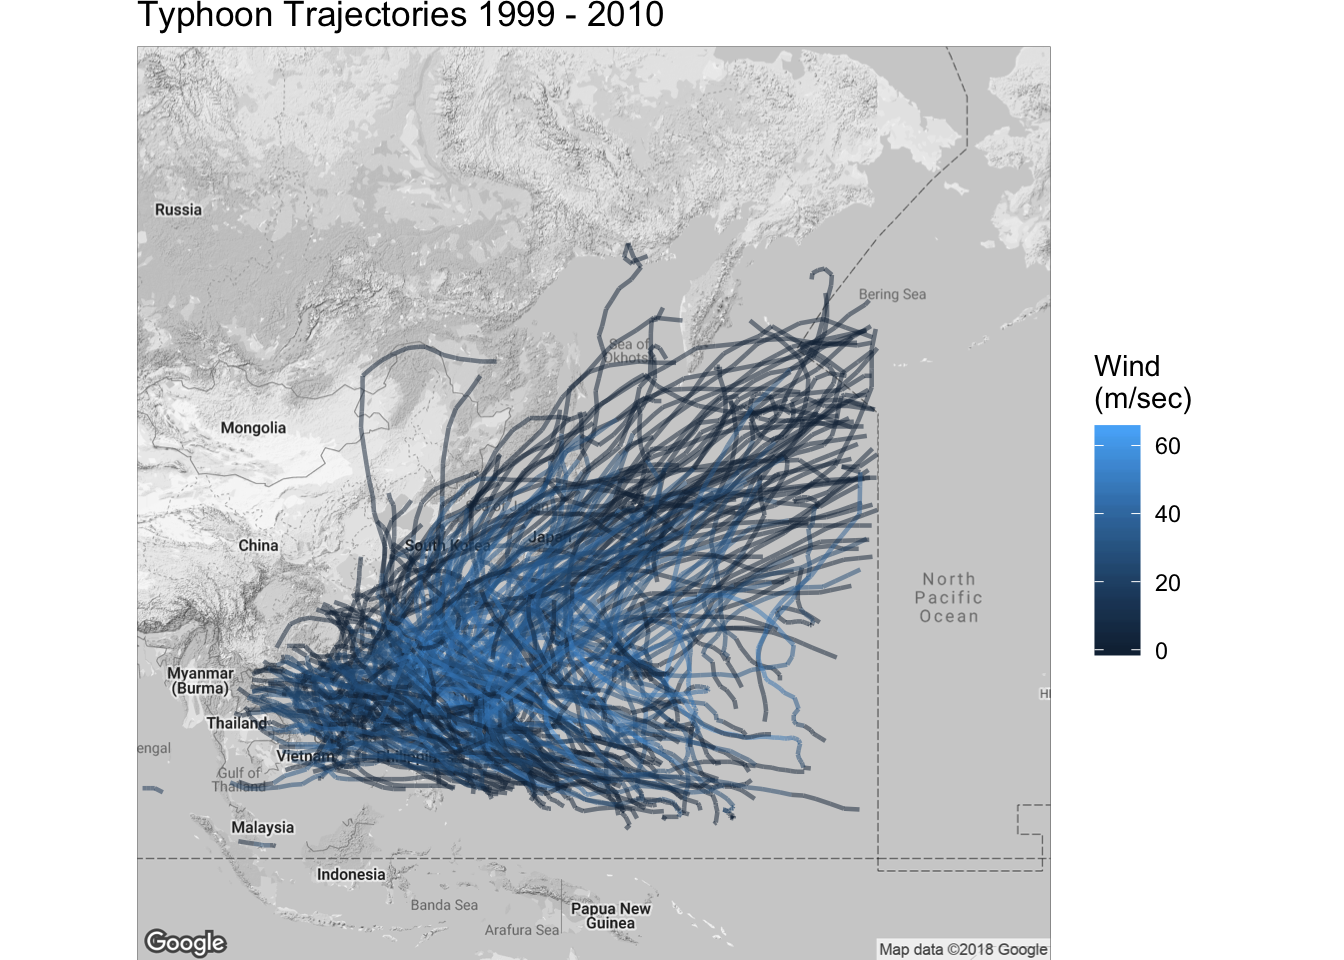 Typhoon Trajectories 1999 - 2010
Russia
Bering Sea
Sea of
Okhotsk
Mongolia
Wind
(m/sec)
60
40
20
0
China
South Korea
Japan
North
Pacific
Ocean
Myanmar
(Burma)
Thailand
engal
Vietnam
Philippin
Gulf of
Thailand
Malaysia
Indonesia
Banda Sea
Papua New
Guinea
Arafura Sea
HI
Google
Map data ©2018 Google